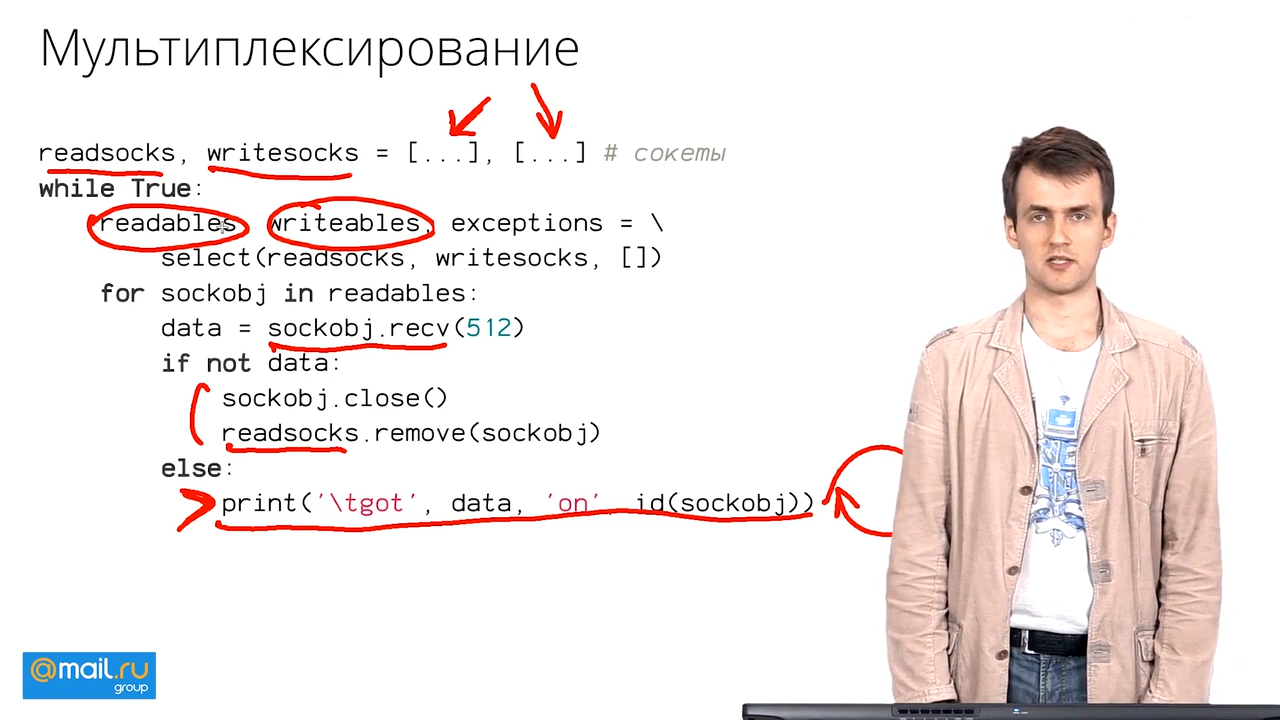 Мультиплексирование
readsocks, writesocks = [...], [...] # сокеты
while True:
readables, writeables, exceptions = \
select(readsocks, writesocks, [])
for sockobj in readables:
data = sockobj.recv(512)
if not data:
sockobj.close()
readsocks.remove(sockobj)
else:
print('\tgot', data, 'on', id(sockobj))
@mail.ru
group